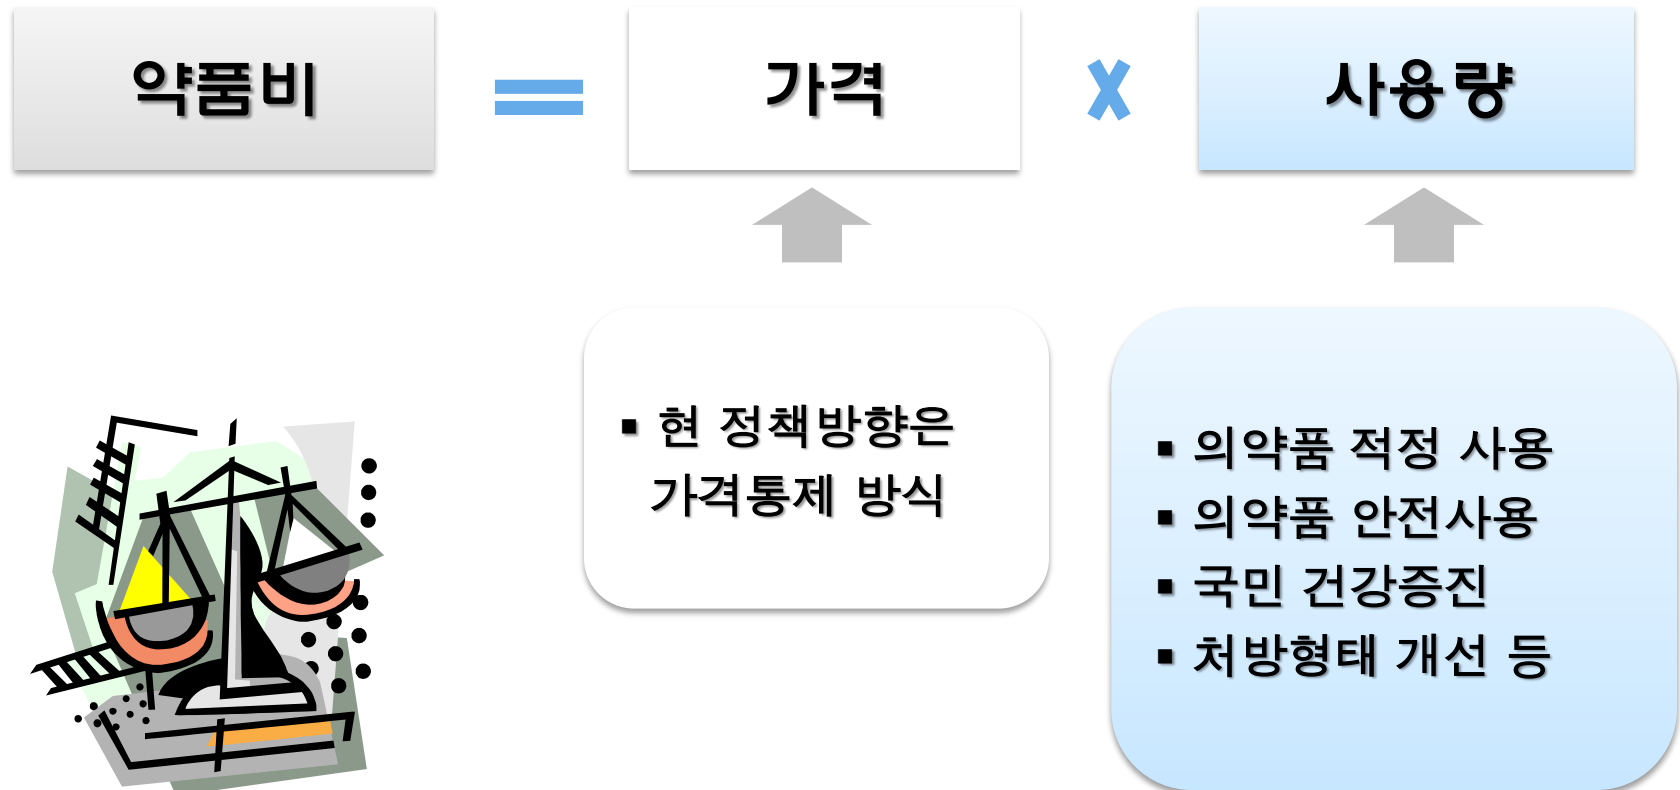 약품비 = 가격 X 사용량
▪ 현 정책방향은
가격통제 방식
▪ 의약품 적정 사용
▪ 의약품 안전사용
▪ 국민 건강증진
▪ 처방형태 개선 등